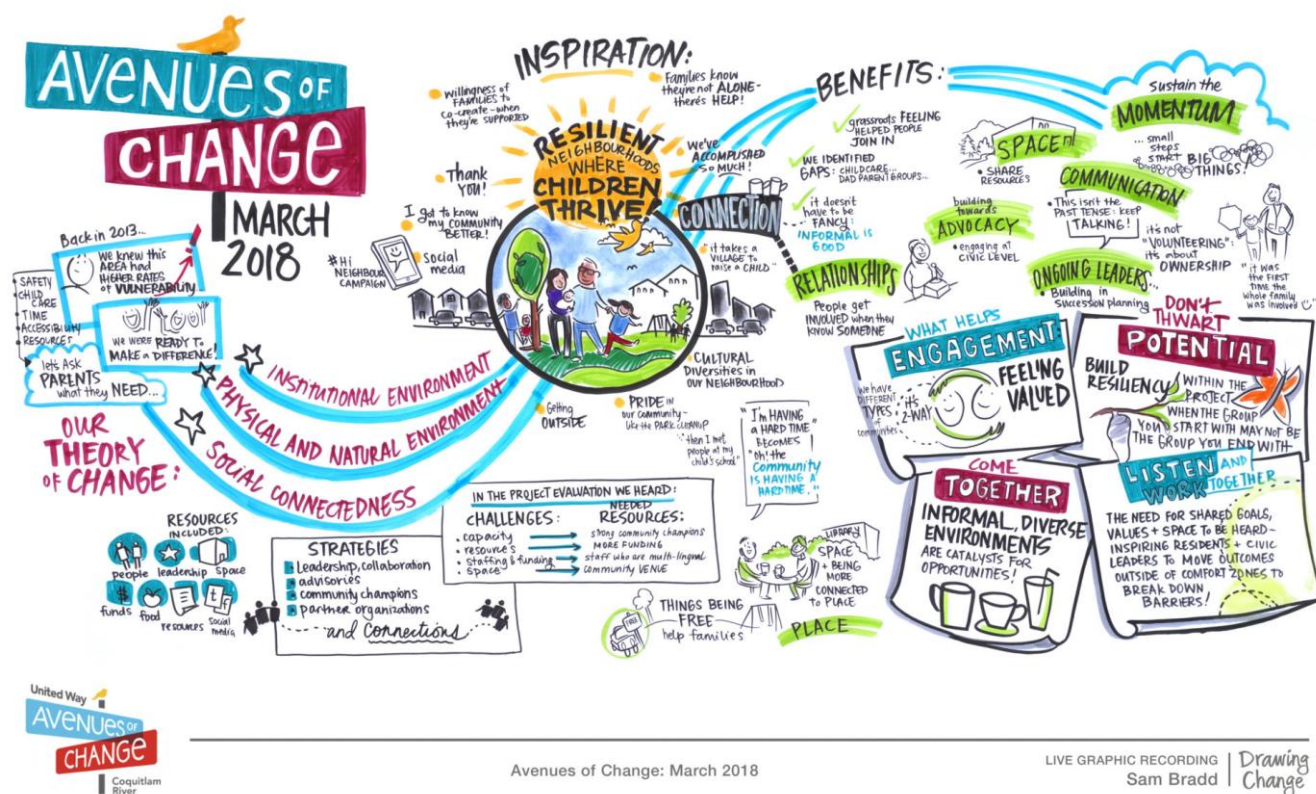 AVENUES OF
CHANGE
MARCH
2018
Back in 2013...
WE KNEW THIS
AREA HAD
HIGHER RATES
OF VULNERABILITY
• SAFETY
• CHILD
CARE
• TIME
• ACCESSIBILITY
• RESOURCES
WE WERE READY TO
MAKE a DIFFERENCE!
let's Ask
PARENTS
what they NEED...
OUR
THEORY
OF CHANGE:
INSTITUTIONAL ENVIRONMENT
PHYSICAL AND NATURAL ENVIRONMENT
SOCIAL CONNECTEDNESS
RESOURCES
INCLUDED:
people
leadership
space
funds
food
resources
Social
media
t f
STRATEGIES
Leadership, collaboration
advisories
community champions
partner organizations
and Connections
IN THE PROJECT EVALUATION WE HEARD:
CHALLENGES:
• capacity
• resources
• Staffing & funding
• Space
NEEDED
RESOURCES:
strong community champions
MORE FUNDING
staff who are multi-lingual
community VENUE
INSPIRATION:
willingness of
FAMILIES to
co-create - when
they're SUPPORTED
Families know
they're not ALONE-
there's HELP!
Thank
You!
I got to know
my COMMUNITY
BETTER!
#Hi
NEIGHBOUR
CAMPAIGN
Social
media
RESILIENT
NEIGHBOURHOODS
WHERE
CHILDREN
THRIVE!
we've
ACCOMPLISHED
SO MUCH!
CONNECTION
"it takes a
VILLAGE TO
raise a CHILD"
CULTURAL
Diversities in
OUR NEIGHBOURHOOD
Getting
OUTSIDE
PRIDE in
our community-
like the PARK CLEANUP
"then I met
people at my
child's school"
"I'm HAVING
a HARD TIME"
BECOMES!
"Oh! the
Community
IS HAVING A
HARD TIME."
BENEFITS:
grassroots FEELING
HELPED PEOPLE
JOIN IN
WE IDENTIFIED
GAPS: CHILDCARE...
DAD PARENT GROUPS...
it doesn't
have to be
FANCY:
INFORMAL IS
GOOD
RELATIONSHIPS
People get
INVOLVED when they
KNOW SOMEONE
SPACE
• SHARE
RESOURCES
building
towards
ADVOCACY
• engaging at
CIVIC LEVEL
Sustain the
MOMENTUM
... small
steps
START BIG
THINGS!
COMMUNICATION
• This isn't the
PAST TENSE: keep
TALKING!
ONGOING LEADERS...
• Building in
SUCCESSION planning
it's not
"VOLUNTEERING":
it's about
OWNERSHIP
"it was
the FIRST
TIME the
whole family
was involved!"
WHAT HELPS
ENGAGEMENT:
we have
DIFFERENT
TYPES
of
communities.
it's
2-WAY
FEELING
VALUED
DON'T
THWART
POTENTIAL
BUILD
RESILIENCY
WITHIN THE
PROJECT
WHEN THE GROUP
YOU START WITH MAY NOT BE
THE GROUP YOU END WITH
COME
TOGETHER
INFORMAL, DIVERSE
ENVIRONMENTS
ARE CATALYSTS FOR
OPPORTUNITIES!
LISTEN AND
WORK TOGETHER
THE NEED FOR SHARED GOALS,
VALUES + SPACE TO BE HEARD-
INSPIRING RESIDENTS + CIVIC
LEADERS TO MOVE OUTCOMES
OUTSIDE OF COMFORT ZONES TO
BREAK DOWN
BARRIERS!
LIBRARY
SPACE
+ BEING
MORE
CONNECTED
TO PLACE
FREE
THINGS BEING
FREE
help families
PLACE
United Way
AVENUES OF
CHANGE
Coquitlam
River
Avenues of Change: March 2018
LIVE GRAPHIC RECORDING
Sam Bradd
Drawing
Change